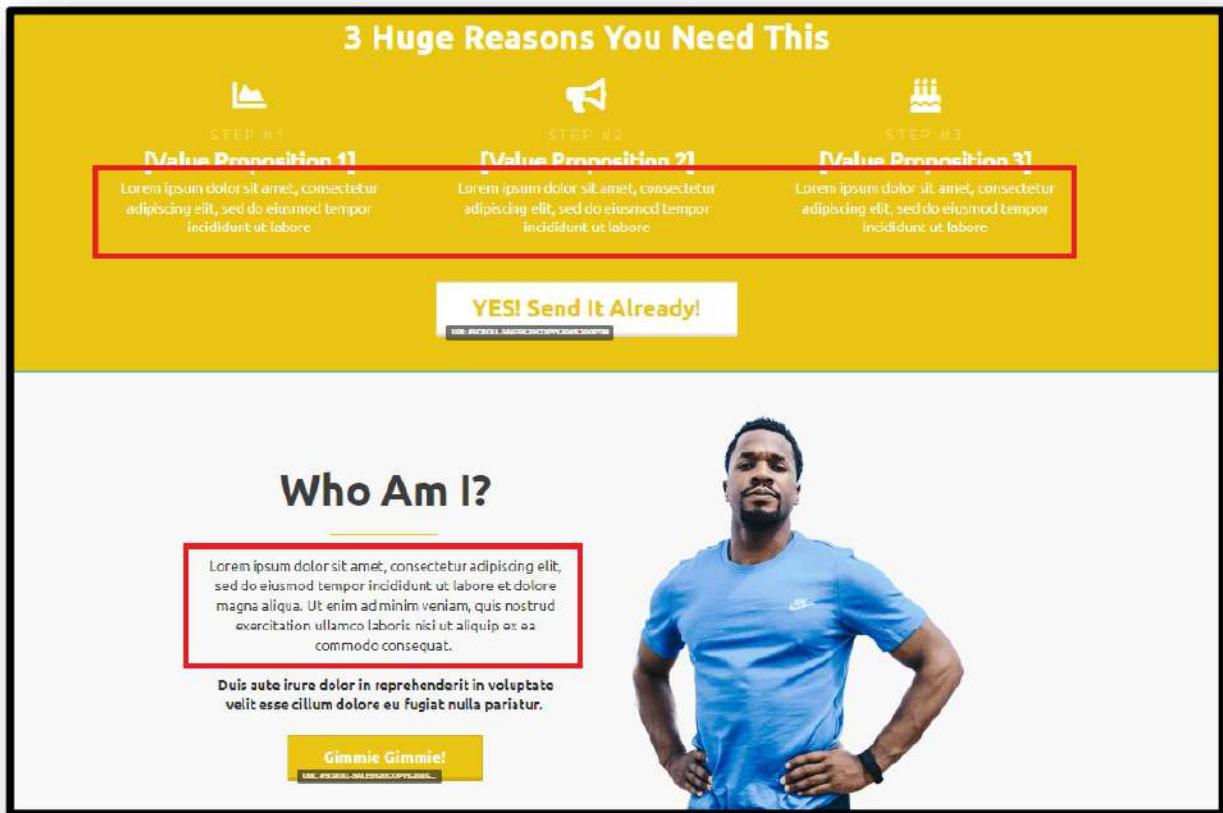 3 Huge Reasons You Need This
STEP #1
STEP #2
STEP #3
[Value Proposition 1]
[Value Proposition 2]
[Value Proposition 3]
Lorem ipsum dolor sit amet, consectetur
adipiscing elit, sed do eiusmod tempor
incididunt ut labore
Lorem ipsum dolor sit amet, consectetur
adipiscing elit, sed do eiusmod tempor
incididunt ut labore
Lorem ipsum dolor sit amet, consectetur
adipiscing elit, sed do eiusmod tempor
incididunt ut labore
YES! Send It Already!
Who Am I?
Lorem ipsum dolor sit amet, consectetur adipiscing elit,
sed do eiusmod tempor incididunt ut labore et dolore
magna aliqua. Ut enim ad minim veniam, quis nostrud
exercitation ullamco laboris nisi ut aliquip ex ea
commodo consequat.
Duis aute irure dolor in reprehenderit in voluptate
velit esse cillum dolore eu fugiat nulla pariatur.
Gimmie Gimmie!